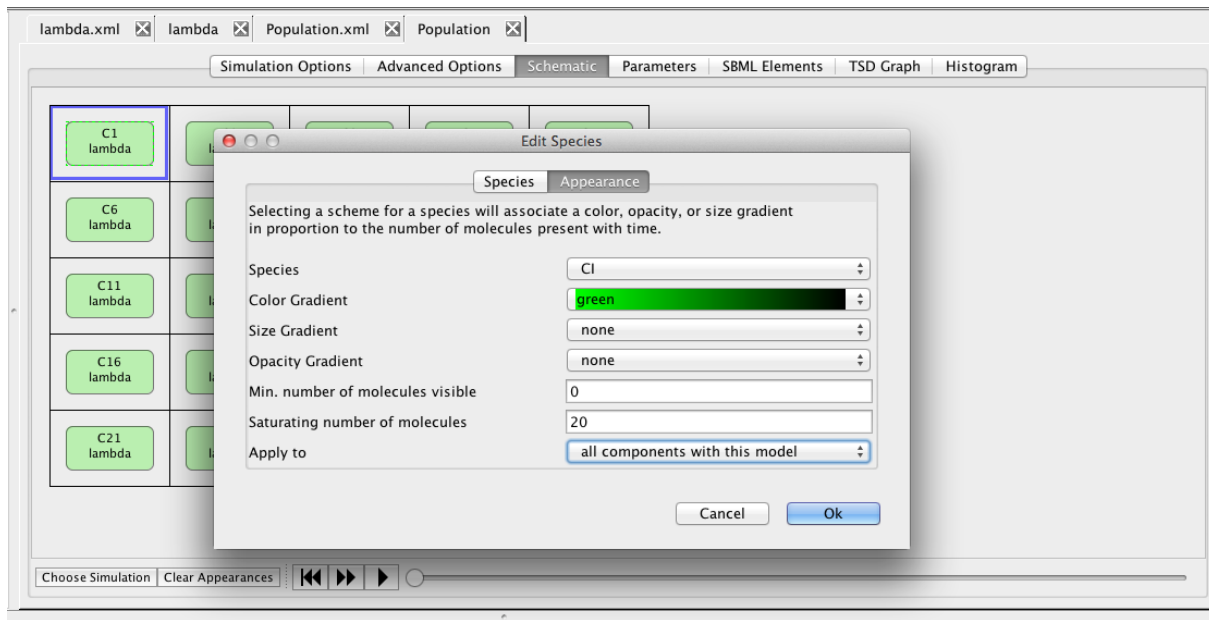 lambda.xml lambda Population.xml Population
Simulation Options Advanced Options Schematic Parameters SBML Elements TSD Graph Histogram
C1
lambda
Edit Species
Species Appearance
C6
lambda
Selecting a scheme for a species will associate a color, opacity, or size gradient
in proportion to the number of molecules present with time.
Species CI
C11
lambda
Color Gradient green
Size Gradient none
C16
lambda
Opacity Gradient none
Min. number of molecules visible 0
Saturating number of molecules 20
C21
lambda
Apply to all components with this model
Cancel Ok
Choose Simulation Clear Appearances